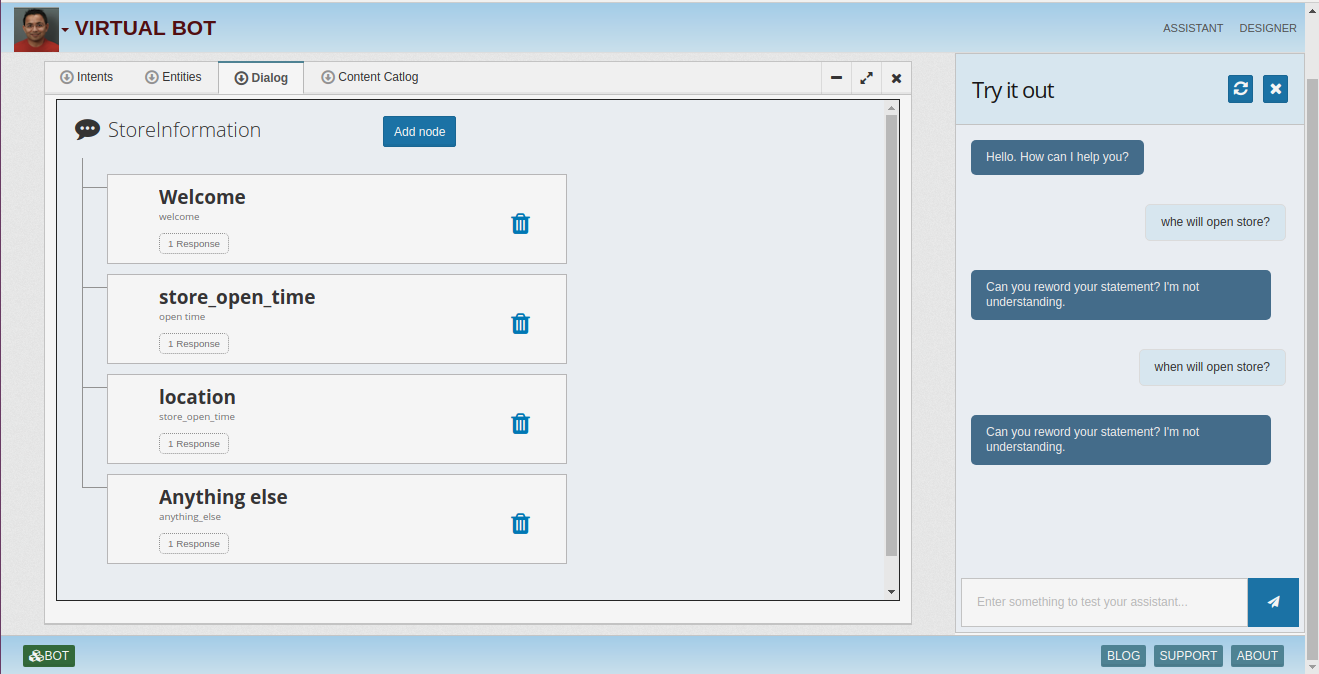 VIRTUAL BOT
ASSISTANT DESIGNER
Intents Entities Dialog Content Catlog
StoreInformation
Add node
Welcome
welcome
1 Response
store_open_time
open time
1 Response
location
store_open_time
1 Response
Anything else
anything_else
1 Response
Try it out
Hello. How can I help you?
whe will open store?
Can you reword your statement? I'm not
understanding.
when will open store?
Can you reword your statement? I'm not
understanding.
Enter something to test your assistant...
BOT
BLOG SUPPORT ABOUT